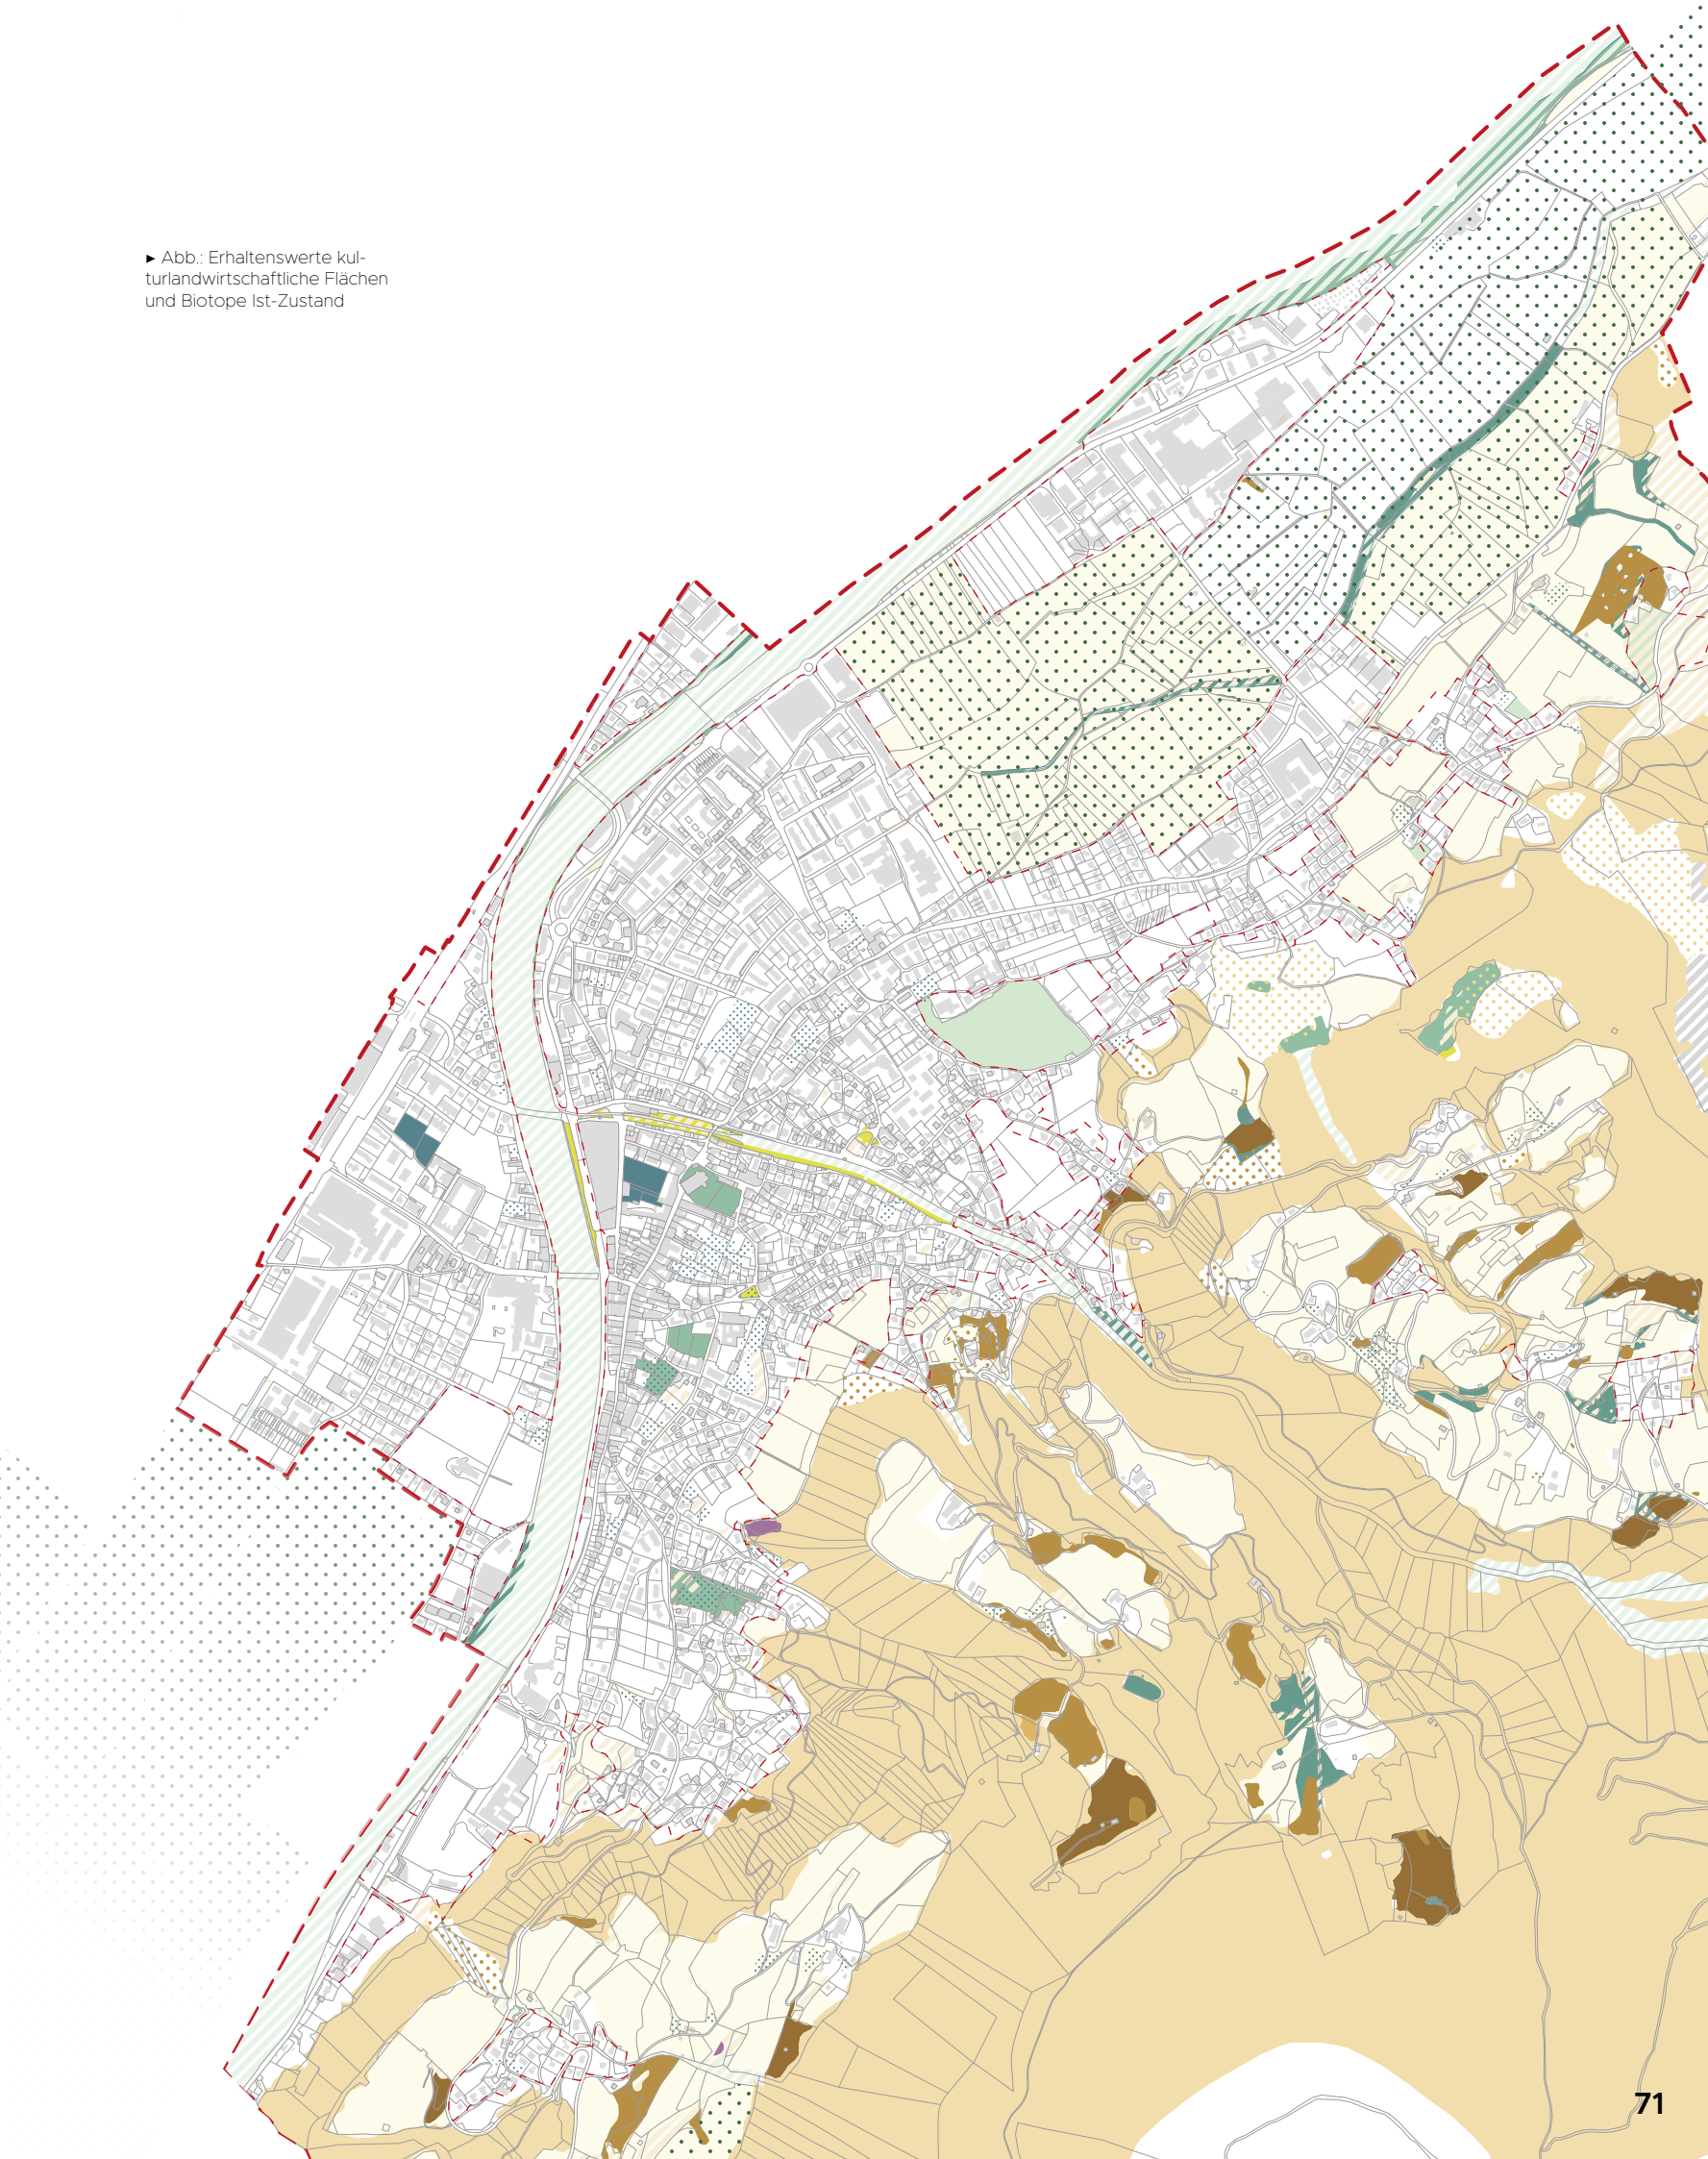 ► Abb.: Erhaltenswerte kul-
turlandwirtschaftliche Flächen
und Biotope Ist-Zustand
71